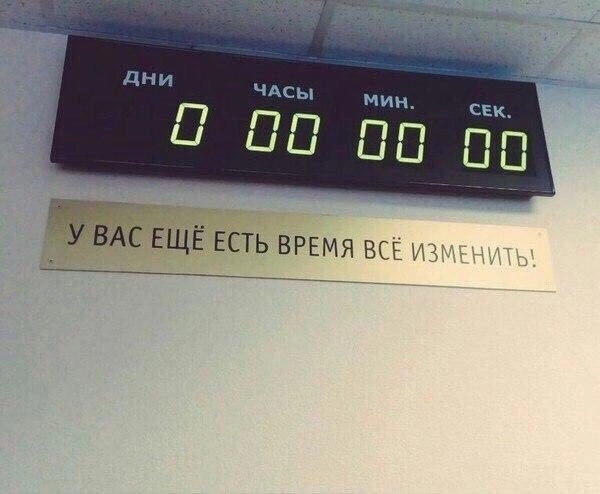 ДНИ ЧАСЫ МИН. СЕК.
0 00 00 00
У ВАС ЕЩЁ ЕСТЬ ВРЕМЯ ВСЁ ИЗМЕНИТЬ!